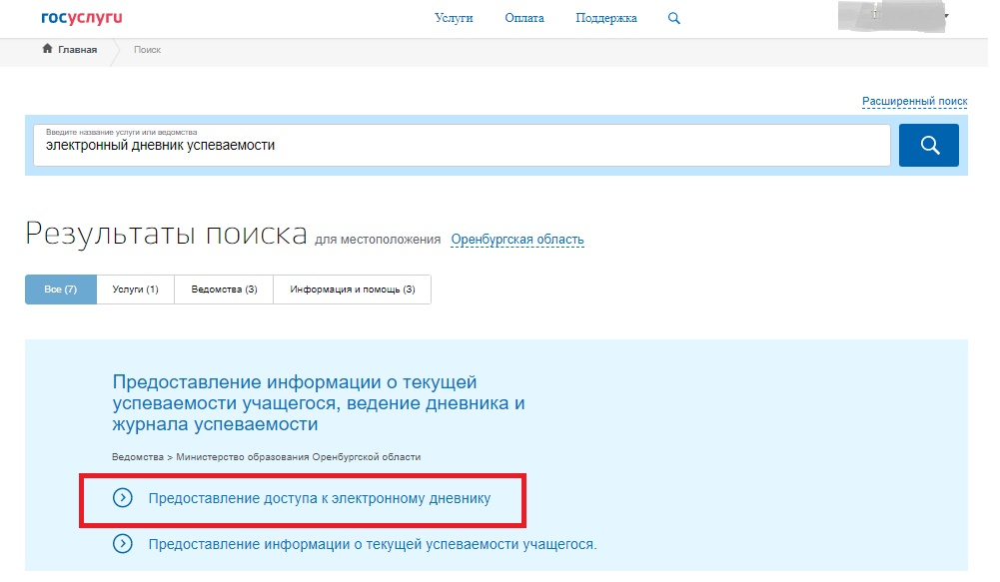 госуслуги
Услуги Оплата Поддержка
Главная Поиск
Расширенный поиск
Введите название услуги или ведомства
электронный дневник успеваемости
Результаты поиска для местоположения Оренбургская область
Все (7) Услуги (1) Ведомства (3) Информация и помощь (3)
Предоставление информации о текущей
успеваемости учащегося, ведение дневника и
журнала успеваемости
Ведомства > Министерство образования Оренбургской области
Предоставление доступа к электронному дневнику
Предоставление информации о текущей успеваемости учащегося.